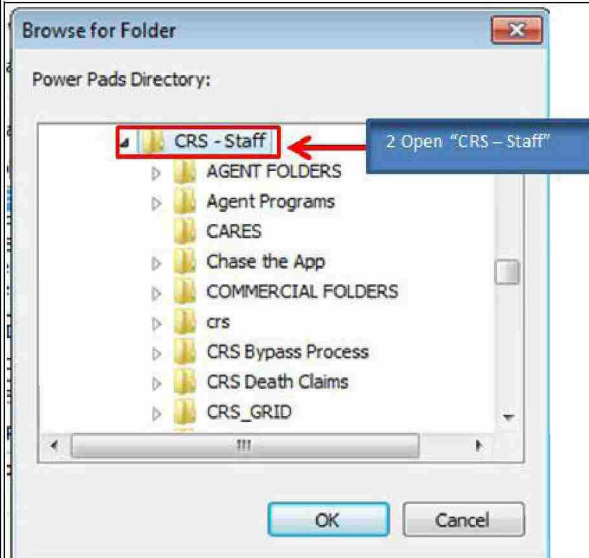 Browse for Folder
Power Pads Directory:
CRS - Staff
2 Open “CRS – Staff”
AGENT FOLDERS
Agent Programs
CARES
Chase the App
COMMERCIAL FOLDERS
crs
CRS Bypass Process
CRS Death Claims
CRS_GRID
OK Cancel